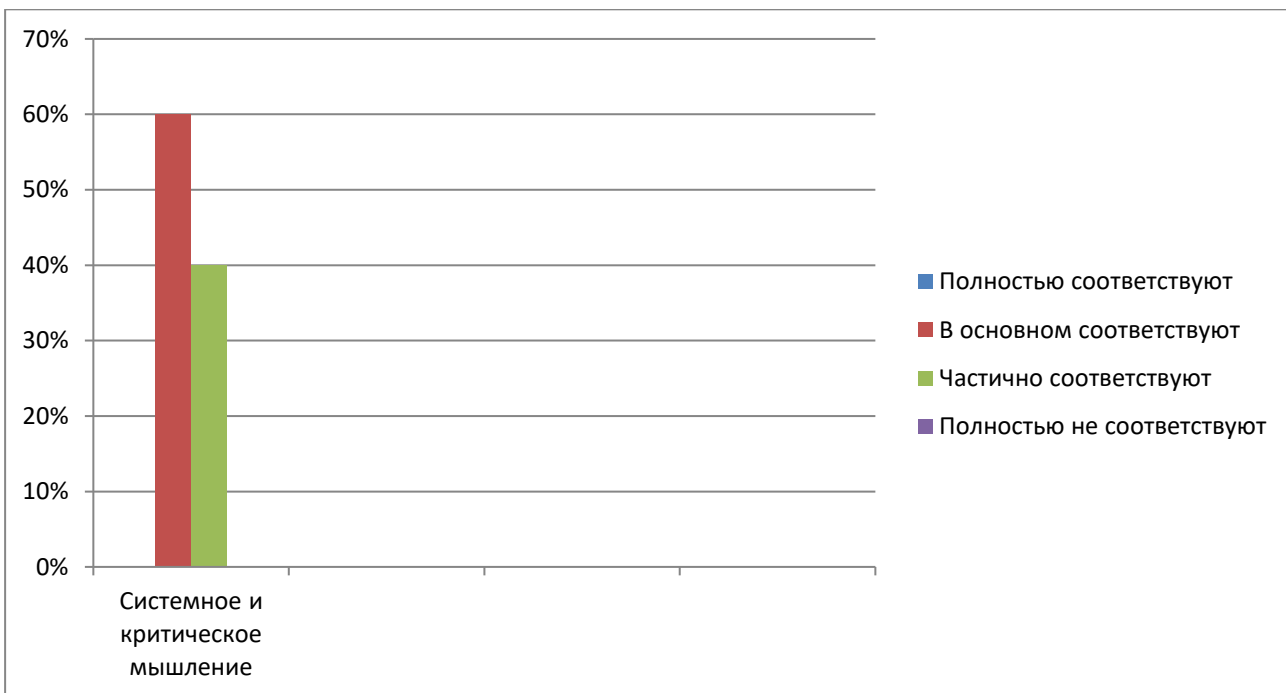 70%
60%
50%
40%
30%
20%
10%
0%
Системное и
критическое
мышление
Полностью соответствуют
В основном соответствуют
Частично соответствуют
Полностью не соответствуют